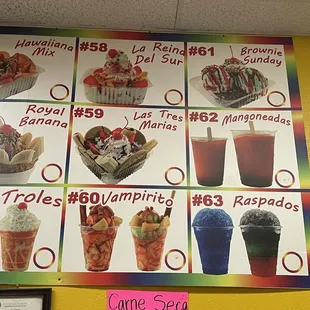 Hawaiiana
Mix
#58 La Reina
Del Sur
#61 Brownie
Sunday
Royal
Banana
#59 Las Tres
Marias
#62 Mangoneadas
Troles
#60 Vampirito
#63 Raspados
Carne Seca